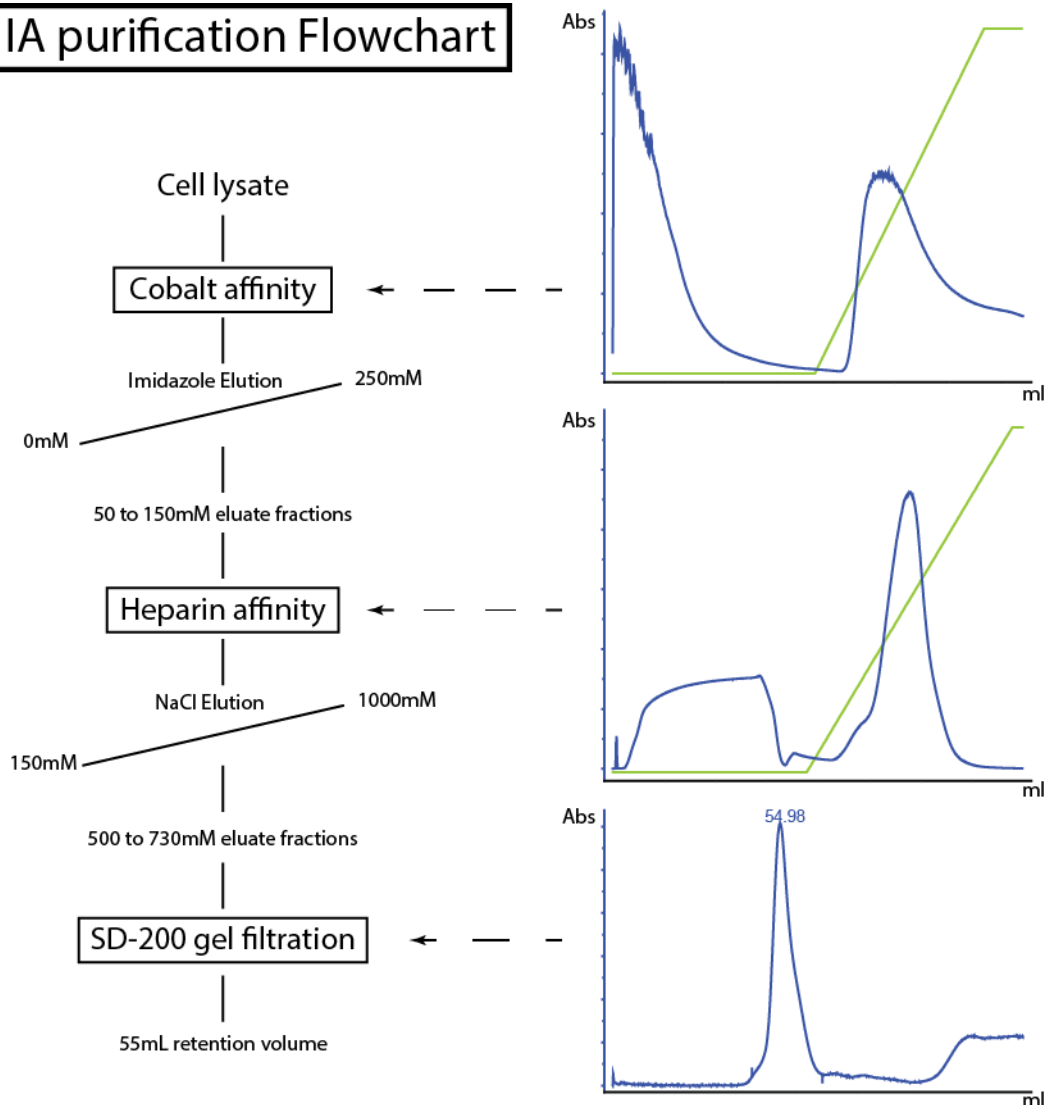 IA purification Flowchart
Cell lysate
Cobalt affinity
Imidazole Elution
250mM
0mM
50 to 150mM eluate fractions
Heparin affinity
NaCl Elution
1000mM
150mM
500 to 730mM eluate fractions
SD-200 gel filtration
55mL retention volume
Abs
ml
Abs
ml
Abs
54.98
ml